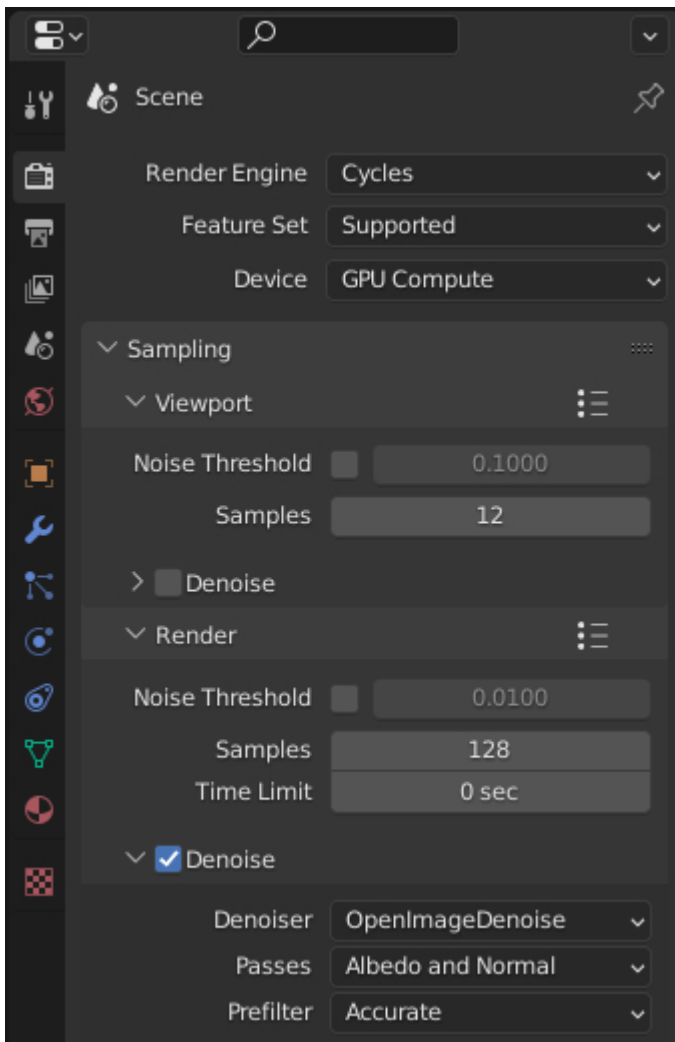 Scene
Render Engine Cycles
Feature Set Supported
Device GPU Compute
Sampling
Viewport
Noise Threshold 0.1000
Samples 12
Denoise
Render
Noise Threshold 0.0100
Samples 128
Time Limit 0 sec
Denoise
Denoiser OpenImageDenoise
Passes Albedo and Normal
Prefilter Accurate